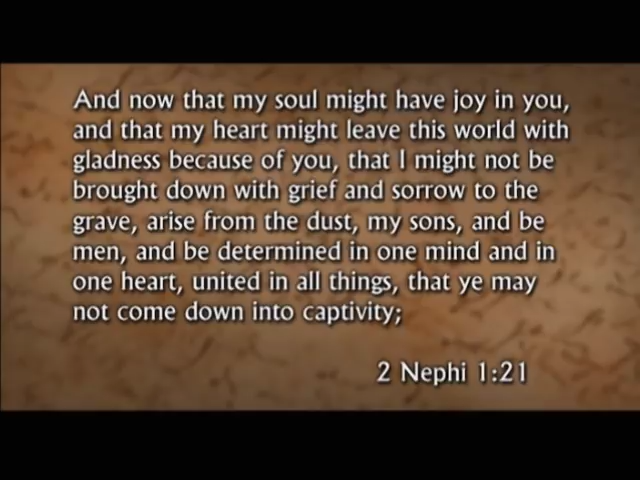 And now that my soul might have joy in you,
and that my heart might leave this world with
gladness because of you, that I might not be
brought down with grief and sorrow to the
grave, arise from the dust, my sons, and be
men, and be determined in one mind and in
one heart, united in all things, that ye may
not come down into captivity;
2 Nephi 1:21